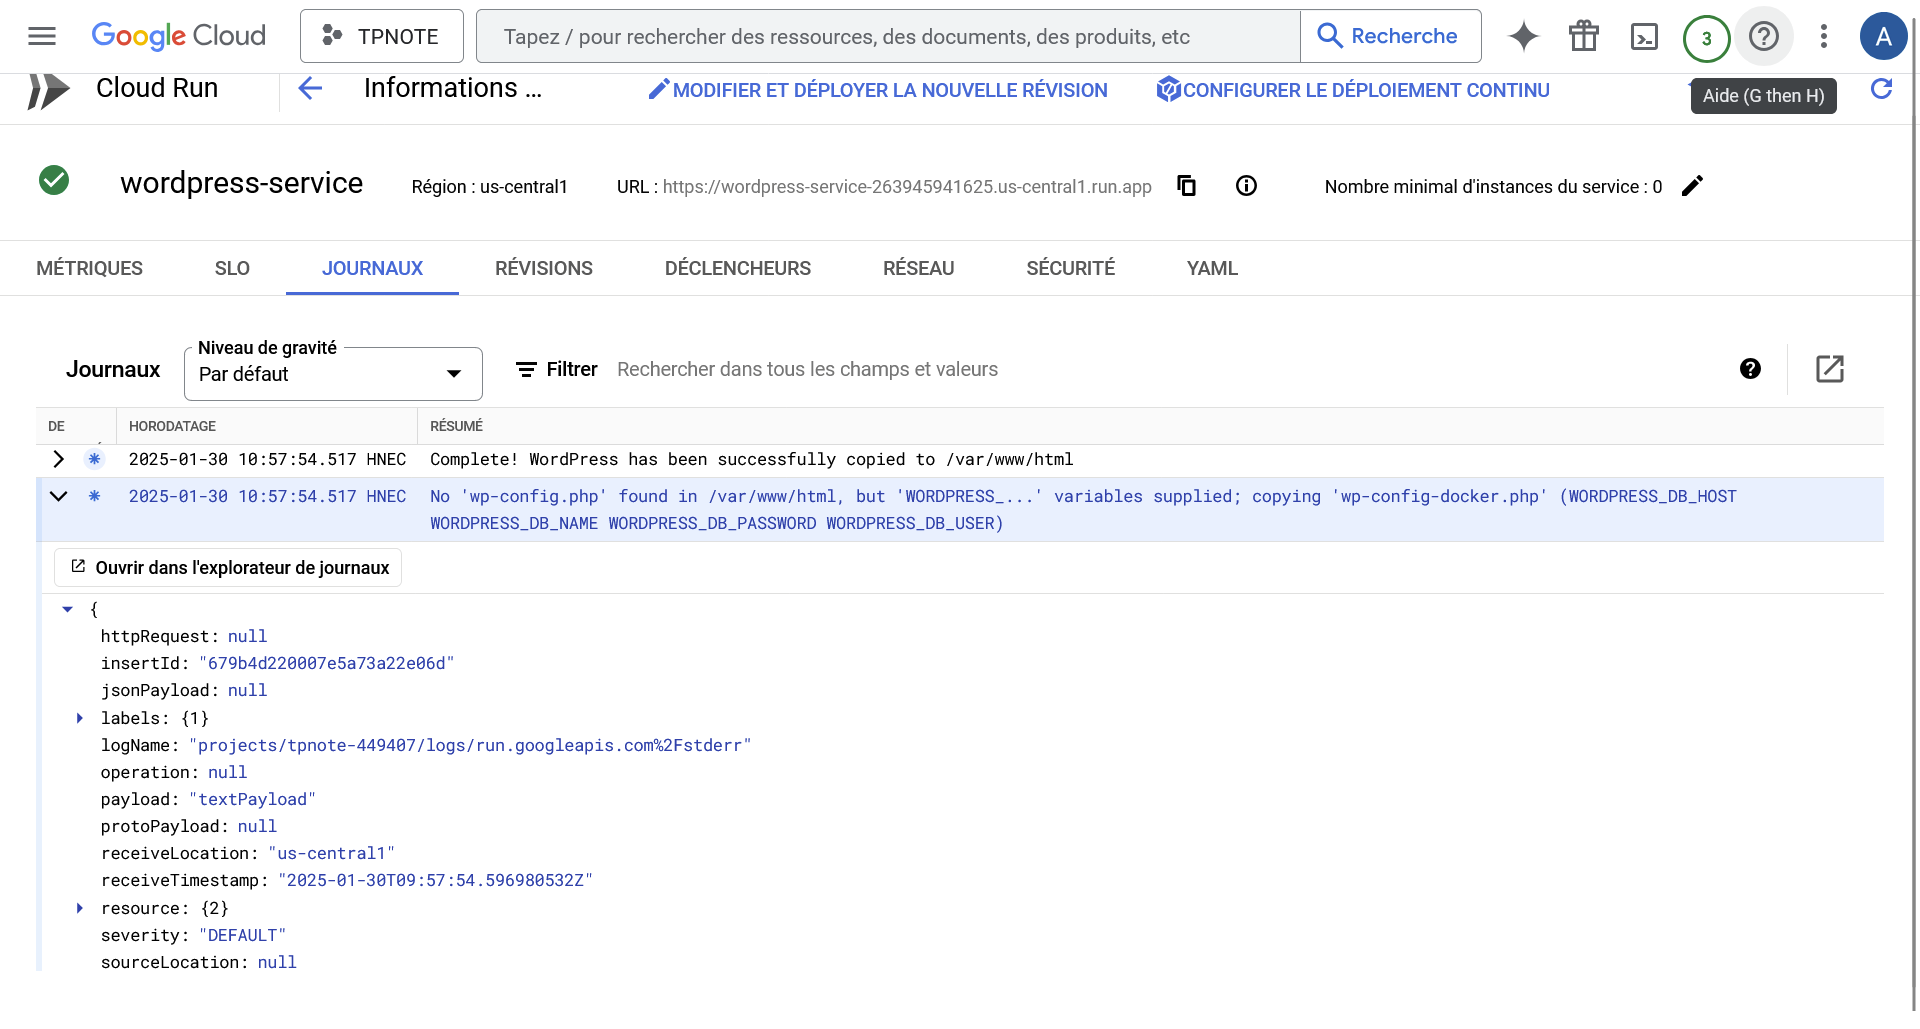 Google Cloud
TPNOTE
Tapez / pour rechercher des ressources, des documents, des produits, etc
Recherche
3
A
Cloud Run
Informations ...
MODIFIER ET DÉPLOYER LA NOUVELLE RÉVISION
CONFIGURER LE DÉPLOIEMENT CONTINU
Aide (G then H)
wordpress-service
Région : us-central1
URL : https://wordpress-service-263945941625.us-central1.run.app
Nombre minimal d'instances du service : 0
MÉTRIQUES
SLO
JOURNAUX
RÉVISIONS
DÉCLENCHEURS
RÉSEAU
SÉCURITÉ
YAML
Journaux
Niveau de gravité
Par défaut
Filtrer
Rechercher dans tous les champs et valeurs
DE
HORODATAGE
RÉSUMÉ
2025-01-30 10:57:54.517 HNEC
Complete! WordPress has been successfully copied to /var/www/html
2025-01-30 10:57:54.517 HNEC
No 'wp-config.php' found in /var/www/html, but 'WORDPRESS_...' variables supplied; copying 'wp-config-docker.php' (WORDPRESS_DB_HOST
WORDPRESS_DB_NAME WORDPRESS_DB_PASSWORD WORDPRESS_DB_USER)
Ouvrir dans l'explorateur de journaux
{
httpRequest: null
insertId: "679b4d220007e5a73a22e06d"
jsonPayload: null
labels: {1}
logName: "projects/tpnote-449407/logs/run.googleapis.com%2Fstderr"
operation: null
payload: "textPayload"
protoPayload: null
receiveLocation: "us-central1"
receiveTimestamp: "2025-01-30T09:57:54.596980532Z"
resource: {2}
severity: "DEFAULT"
sourceLocation: null